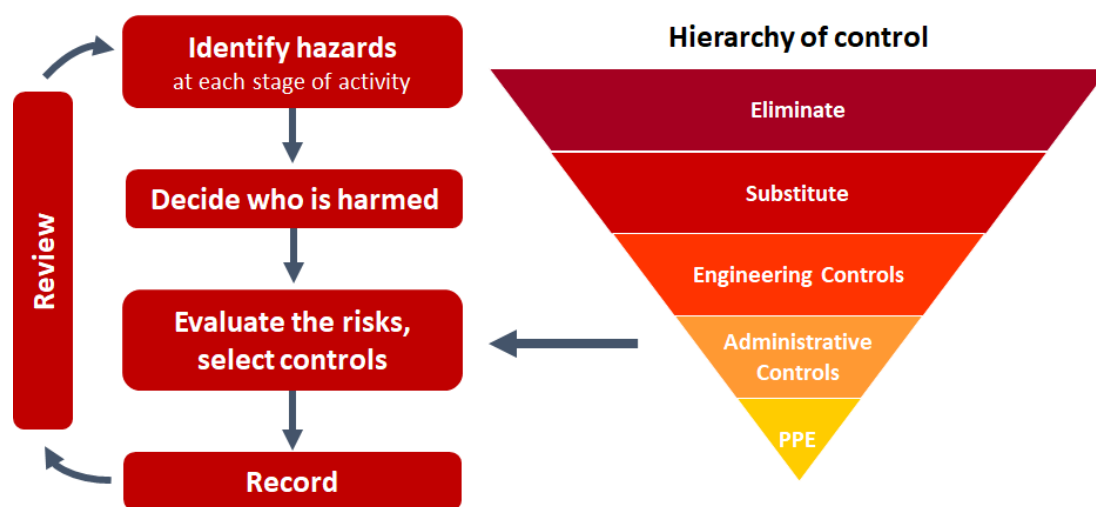 Identify hazards
at each stage of activity
Decide who is harmed
Evaluate the risks,
select controls
Record
Review
Hierarchy of control
Eliminate
Substitute
Engineering Controls
Administrative
Controls
PPE